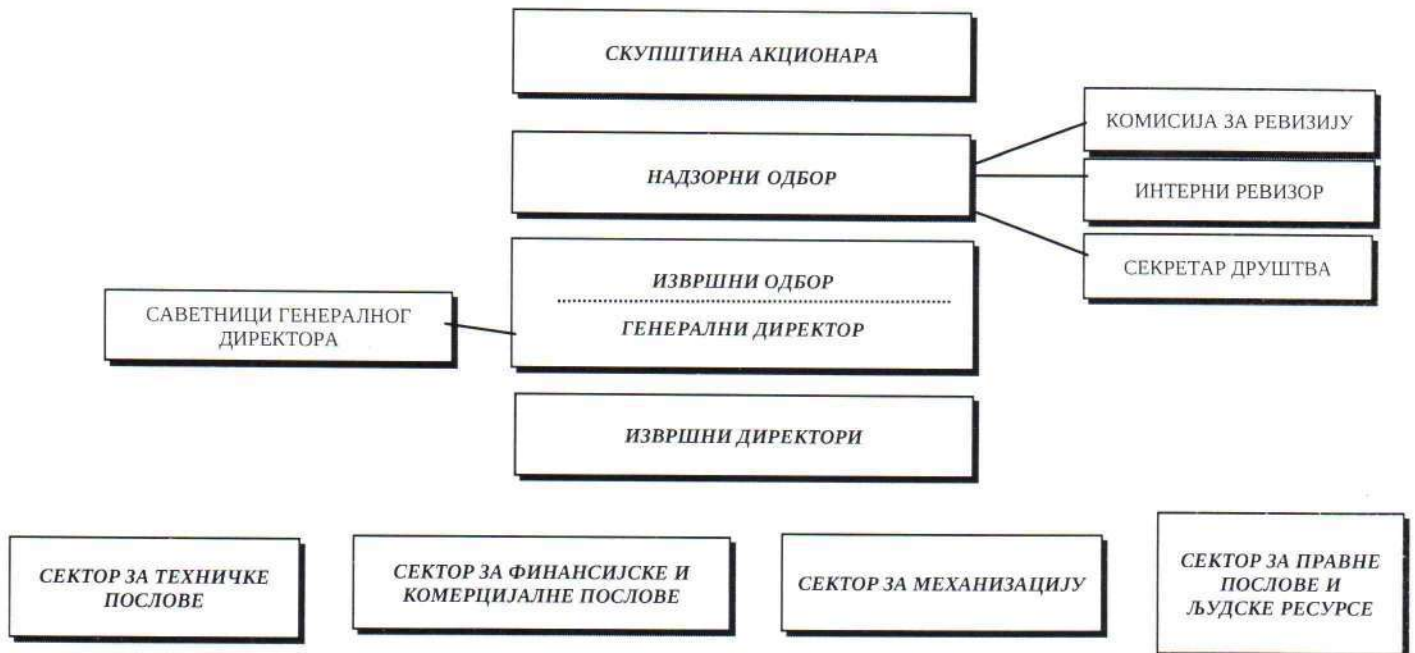 СКУПШТИНА АКЦИОНАРА
НАДЗОРНИ ОДБОР
КОМИСИЈА ЗА РЕВИЗИЈУ
ИНТЕРНИ РЕВИЗОР
СЕКРЕТАР ДРУШТВА
ИЗВРШНИ ОДБОР
ГЕНЕРАЛНИ ДИРЕКТОР
САВЕТНИЦИ ГЕНЕРАЛНОГ
ДИРЕКТОРА
ИЗВРШНИ ДИРЕКТОРИ
СЕКТОР ЗА ТЕХНИЧКЕ
ПОСЛОВЕ
СЕКТОР ЗА ФИНАНСИЈСКЕ И
КОМЕРЦИЈАЛНЕ ПОСЛОВЕ
СЕКТОР ЗА МЕХАНИЗАЦИЈУ
СЕКТОР ЗА ПРАВНЕ
ПОСЛОВЕ И
ЉУДСКЕ РЕСУРСЕ